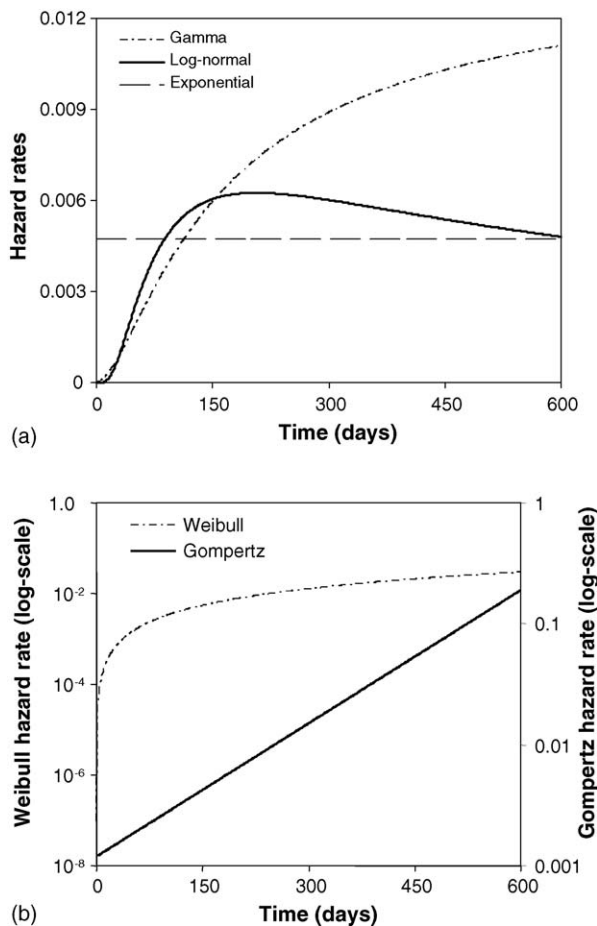 0.012
Gamma
Log-normal
Exponential
0.009
0.006
0.003
0
0 150 300 450 600
Hazard rates
Time (days)
(a)
1.0
10-2
10-4
10-6
10-8
Weibull
Gompertz
1
0.1
0.01
0.001
0 150 300 450 600
Weibull hazard rate (log-scale)
Gompertz hazard rate (log-scale)
Time (days)
(b)